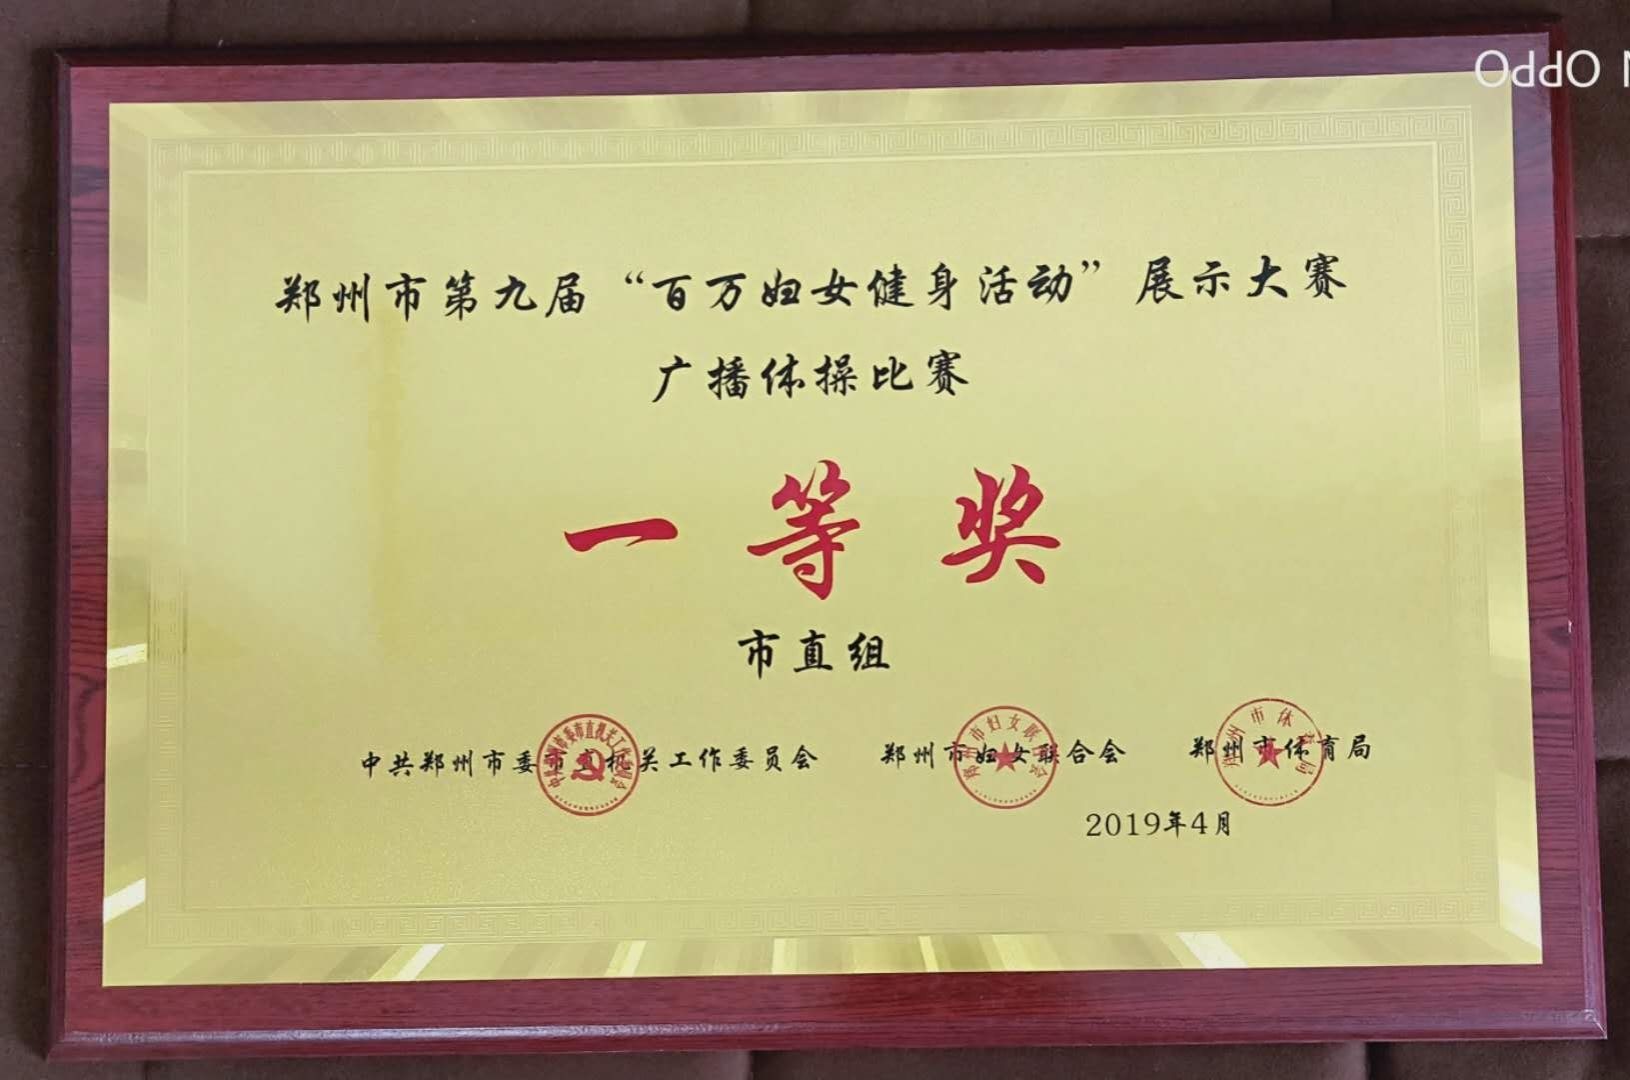 郑州市第九届“百万妇女健身活动”展示大赛
广播体操比赛
一等奖
市直组
中共郑州市委市直机关工作委员会 郑州市妇女联合会 郑州市体育局
2019年4月
OPPO